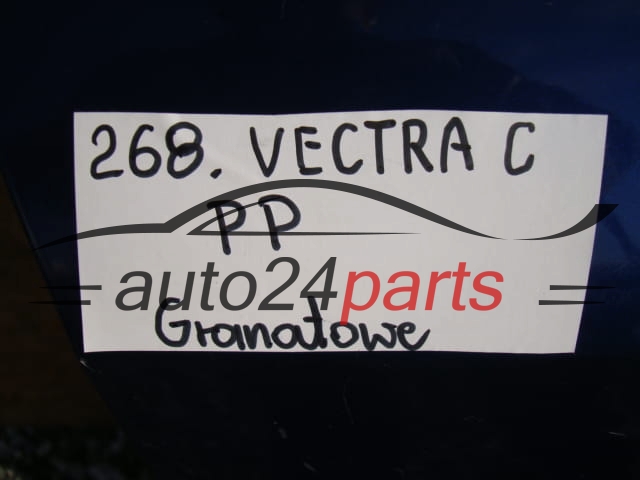 268. VECTRA C
PP
auto24parts
Granatowe